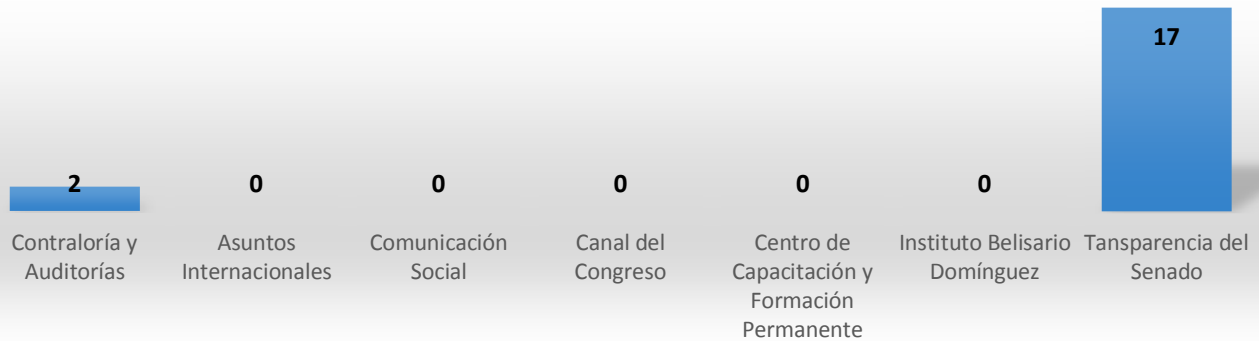 17
2
0
0
0
0
0
Contraloría y
Auditorías
Asuntos
Internacionales
Comunicación
Social
Canal del
Congreso
Centro de
Capacitación y
Formación
Permanente
Instituto Belisario
Domínguez
Tansparencia del
Senado